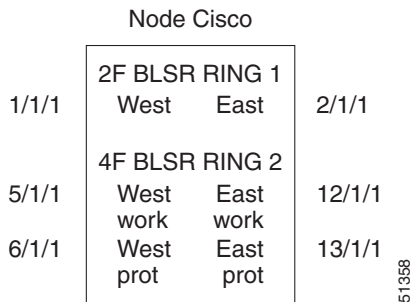 Node Cisco
2F BLSR RING 1
1/1/1 West East 2/1/1
4F BLSR RING 2
5/1/1 West East 12/1/1
work work
6/1/1 West East 13/1/1
prot prot
51358